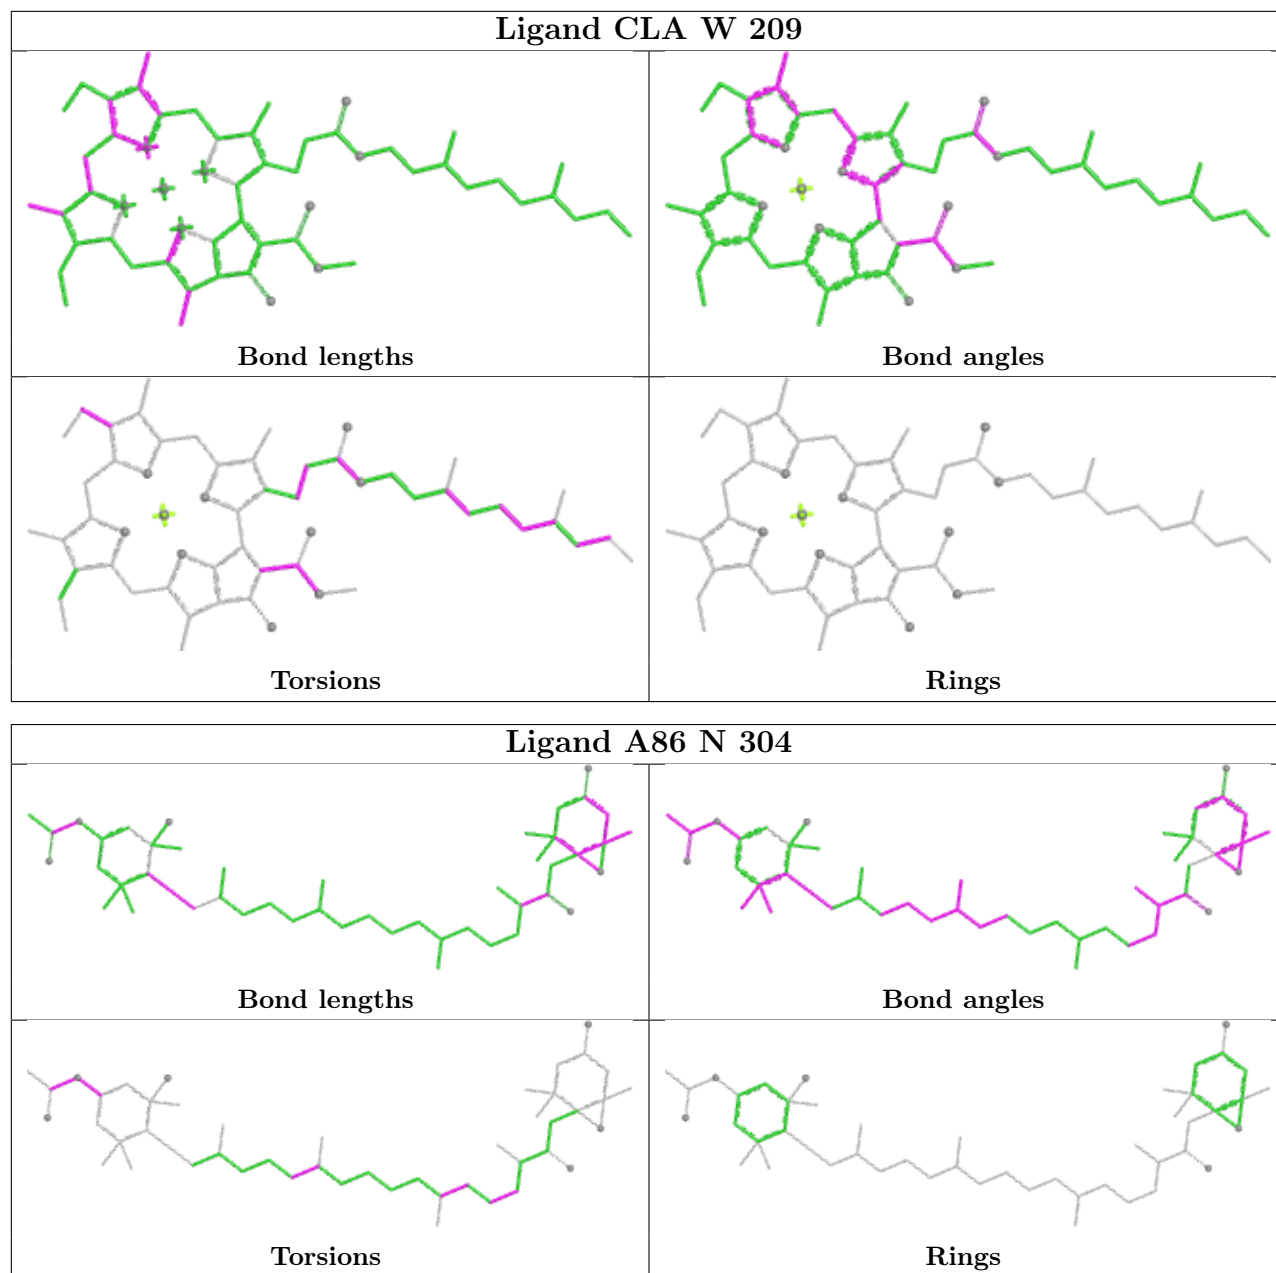 Ligand CLA W 209
Bond lengths
Bond angles
Torsions
Rings
Ligand A86 N 304
Bond lengths
Bond angles
Torsions
Rings